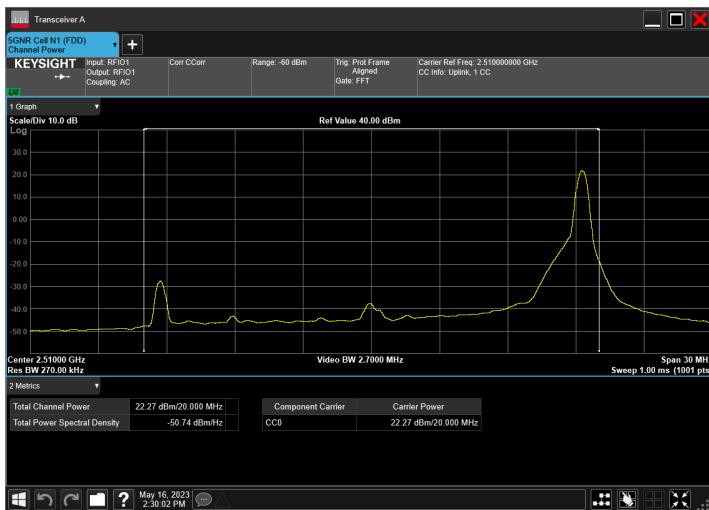 Transceiver A
5GNR Cell N1 (FDD)
Channel Power
KEYSIGHT
Input: RFIO1
Output: RFIO1
Coupling: AC
Corr CCorr
Range: -60 dBm
Trig: Prot Frame
Aligned
Gate: FFT
Carrier Ref Freq: 2.510000000 GHz
CC Info: Uplink, 1 CC
1 Graph
Scale/Div 10.0 dB
Ref Value 40.00 dBm
Log
30.0
20.0
10.0
0.00
-10.0
-20.0
-30.0
-40.0
-50.0
Center 2.51000 GHz
Video BW 2.7000 MHz
Span 30 MH
Res BW 270.00 kHz
Sweep 1.00 ms (1001 pts
2 Metrics
Total Channel Power 22.27 dBm/20.000 MHz
Total Power Spectral Density -50.74 dBm/Hz
Component Carrier Carrier Power
CC0 22.27 dBm/20.000 MHz
?
May 16, 2023
2:30:02 PM